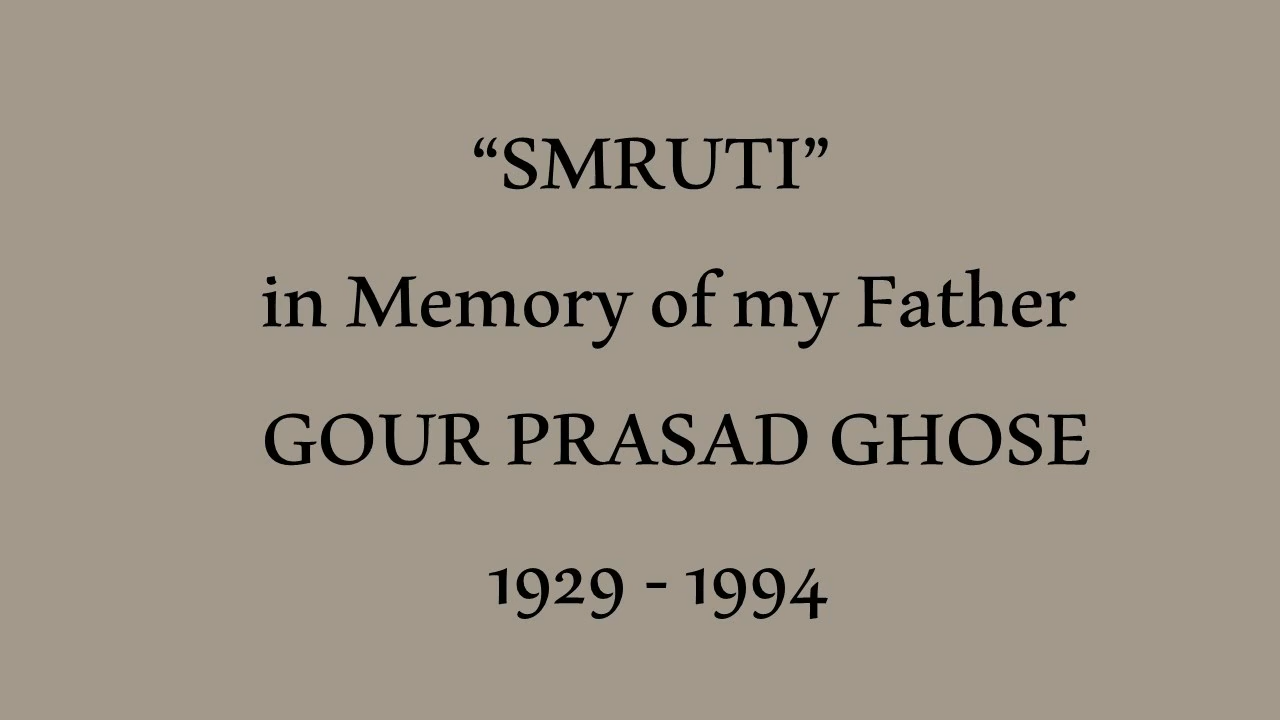 “SMRUTI”
in Memory of my Father
GOUR PRASAD GHOSE
1929 - 1994